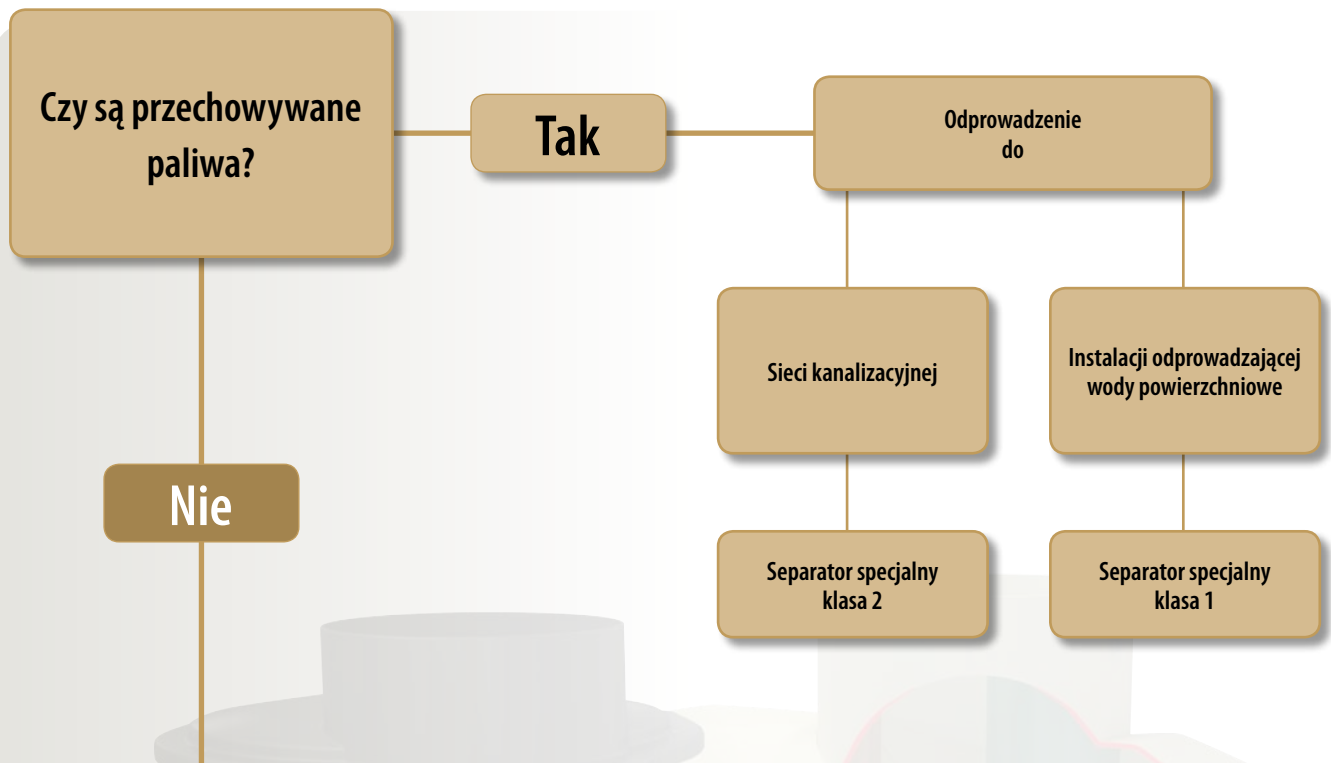 Czy są przechowywane
paliwa?
Tak
Odprowadzenie
do
Sieci kanalizacyjnej
Instalacji odprowadzającej
wody powierzchniowe
Nie
Separator specjalny
klasa 2
Separator specjalny
klasa 1